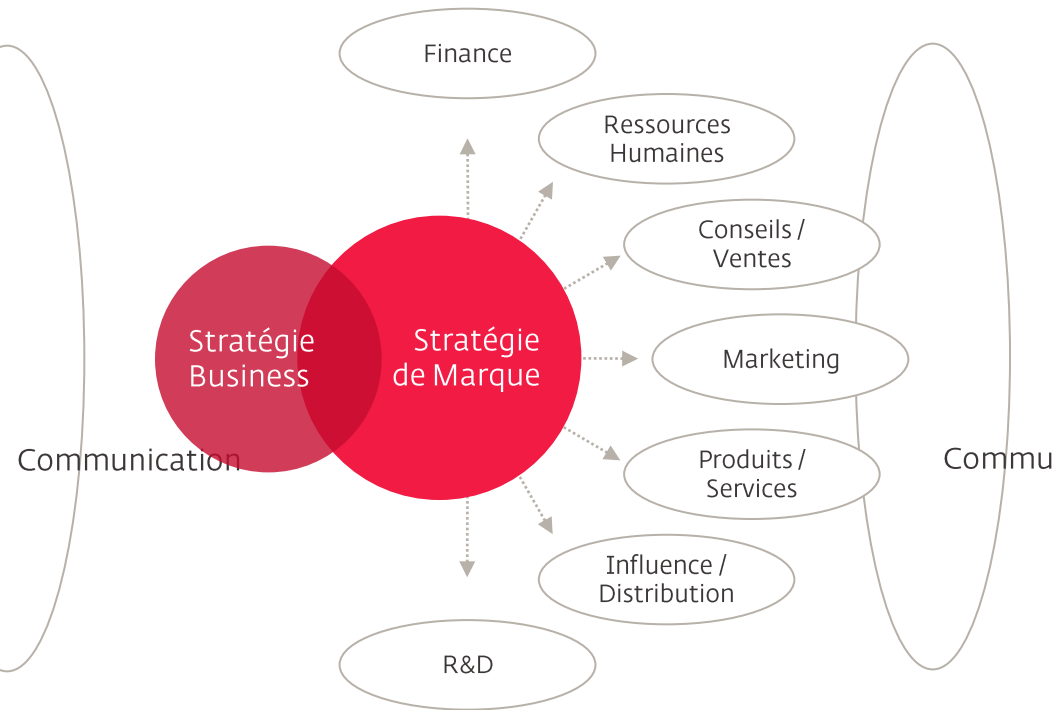 Finance
Ressources
Humaines
Conseils /
Ventes
Stratégie
Business
Stratégie
de Marque
Marketing
Communication
Produits /
Services
Commu
Influence /
Distribution
R&D